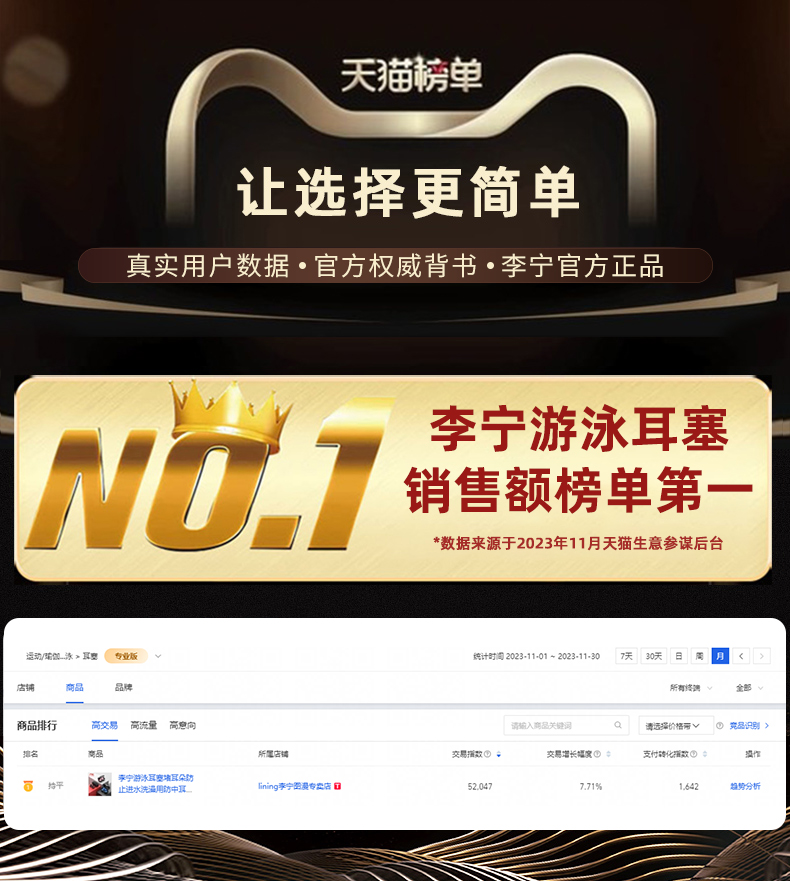 天猫榜单
让选择更简单
真实用户数据•官方权威背书•李宁官方正品
NO.1
李宁游泳耳塞
销售额榜单第一
*数据来源于2023年11月天猫生意参谋后台
运动/瑜伽...泳 > 耳塞 专业版 统计时间 2023-11-01 ~ 2023-11-30 7天 30天 日 周 月 < >
店铺 商品 品牌 所有终端 全部
商品排行 高交易 高流量 高意向 请输入商品关键词 请选择价格带 竞品识别 >
排名 商品 所属店铺 交易指数 交易增长幅度 支付转化指数 操作
持平 李宁游泳耳塞堵耳朵防 lining李宁图漫专卖店 52,047 7.71% 1,642 趋势分析
止进水洗澡用防中耳...